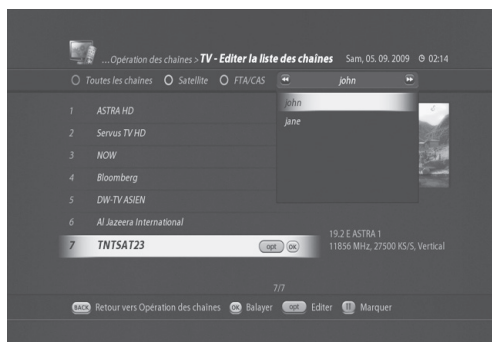 ...Opération des chaînes > TV - Editer la liste des chaînes Sam, 05. 09. 2009 02:14
Toutes les chaînes Satellite FTA/CAS john
john
jane
1 ASTRA HD
2 Servus TV HD
3 NOW
4 Bloomberg
5 DW-TV ASIEN
6 Al Jazeera International
7 TNTSAT23 opt OK
19.2 E ASTRA 1
11856 MHz, 27500 KS/S, Vertical
7/7
BACK Retour vers Opération des chaînes OK Balayer opt Editer Marquer